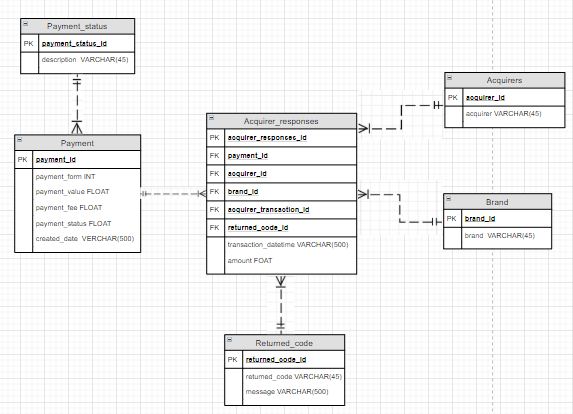 Payment_status
PK payment_status_id
description VARCHAR(45)
Acquirers
PK acquirer_id
acquirer VARCHAR(45)
Acquirer_responses
PK acquirer_responses_id
FK payment_id
FK acquirer_id
FK brand_id
FK acquirer_transaction_id
FK returned_code_id
transaction_datetime VARCHAR(500)
amount FOAT
Payment
PK payment_id
payment_form INT
payment_value FLOAT
payment_fee FLOAT
payment_status FLOAT
created_date VERCHAR(500)
Brand
PK brand_id
brand VARCHAR(45)
Returned_code
PK returned_code_id
returned_code VARCHAR(45)
message VARCHAR(500)